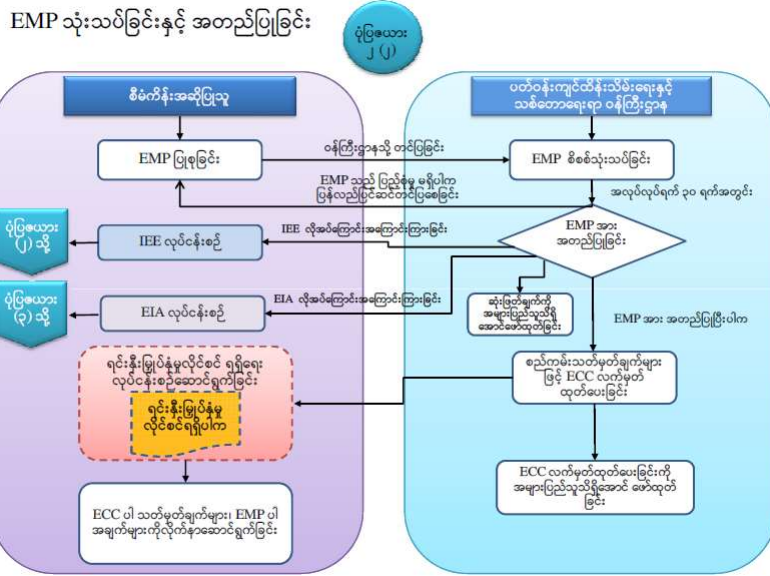 EMP သုံးသပ်ခြင်းနှင့် အတည်ပြုခြင်း
ပုံပြဇယား
၂ (၂)
စီမံကိန်းအဆိုပြုသူ
ပတ်ဝန်းကျင်ထိန်းသိမ်းရေးနှင့်
သစ်တောရေးရာ ဝန်ကြီးဌာန
EMP ပြုစုခြင်း
ဝန်ကြီးဌာနသို့ တင်ပြခြင်း
EMP စိစစ်သုံးသပ်ခြင်း
EMP သည် ပြည့်စုံမှု မရှိပါက
ပြန်လည်ပြင်ဆင်တင်ပြစေခြင်း
အလုပ်လုပ်ရက် ၃၀ ရက်အတွင်း
ပုံပြဇယား
(၂) သို့
IEE လုပ်ငန်းစဉ်
IEE လိုအပ်ကြောင်းအကြောင်းကြားခြင်း
EMP အား
အတည်ပြုခြင်း
ပုံပြဇယား
(၃) သို့
EIA လုပ်ငန်းစဉ်
EIA လိုအပ်ကြောင်းအကြောင်းကြားခြင်း
ဆုံးဖြတ်ချက်ကို
အများပြည်သူသိရှိ
အောင်ဖော်ထုတ်ခြင်း
EMP အား အတည်ပြုပြီးပါက
ရင်းနှီးမြှုပ်နှံမှုလိုင်စင် ရရှိရေး
လုပ်ငန်းစဉ်ဆောင်ရွက်ခြင်း
ရင်းနှီးမြှုပ်နှံမှု
လိုင်စင်ရရှိပါက
စည်းကမ်းသတ်မှတ်ချက်များ
ဖြင့် ECC လက်မှတ်
ထုတ်ပေးခြင်း
ECC ပါ သတ်မှတ်ချက်များ၊ EMP ပါ
အချက်များကိုလိုက်နာဆောင်ရွက်ခြင်း
ECC လက်မှတ်ထုတ်ပေးခြင်းကို
အများပြည်သူသိရှိအောင် ဖော်ထုတ်
ခြင်း